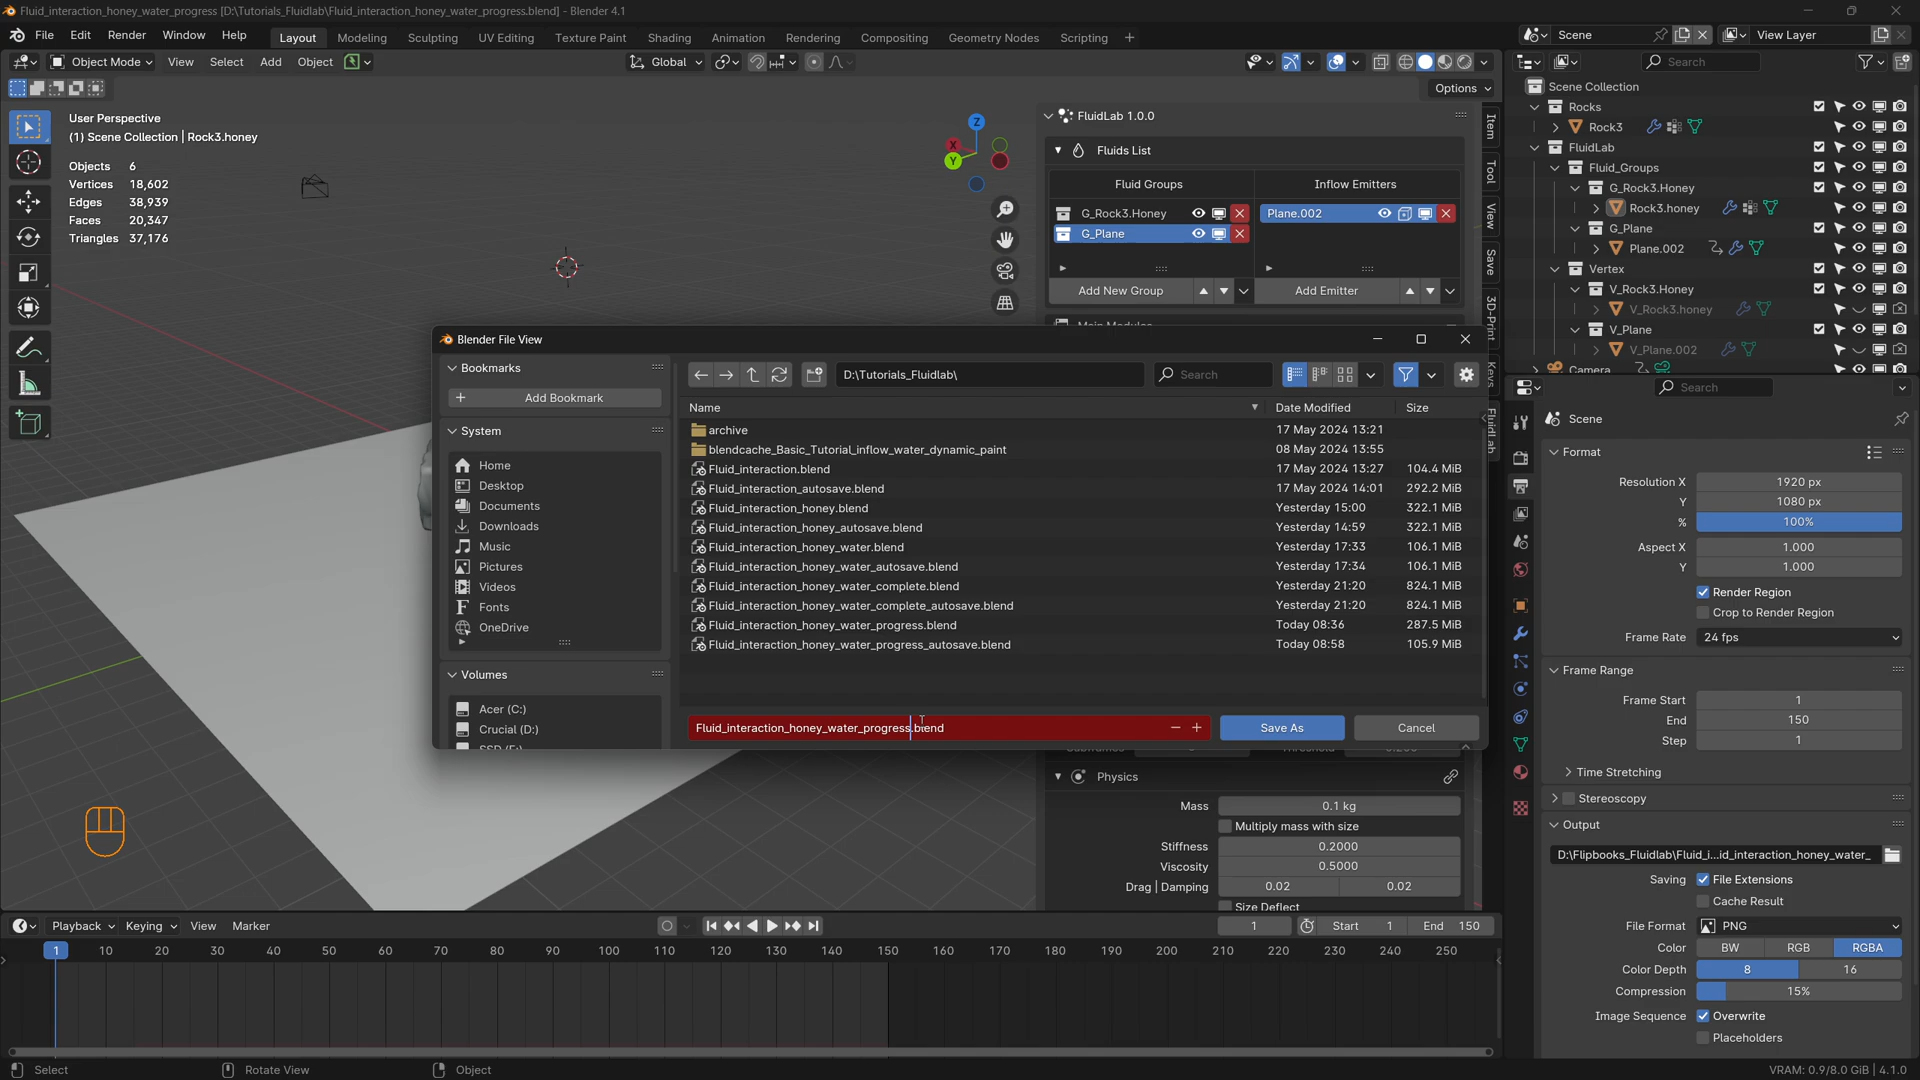 Fluid_interaction_honey_water_progress [D:\Tutorials_Fluidlab\Fluid_interaction_honey_water_progress.blend] - Blender 4.1
File Edit Render Window Help Layout Modeling Sculpting UV Editing Texture Paint Shading Animation Rendering Compositing Geometry Nodes Scripting Scene View Layer
Object Mode View Select Add Object Global Search
Options
User Perspective
(1) Scene Collection | Rock3.honey
Objects 6
Vertices 18,602
Edges 38,939
Faces 20,347
Triangles 37,176
Z
X
Y
FluidLab 1.0.0
Fluids List
Fluid Groups Inflow Emitters
G_Rock3.Honey Plane.002
G_Plane
Add New Group Add Emitter
Item
Tool
View
Save
3D-Print
Keys
FluidLab
Scene Collection
Rocks
Rock3
FluidLab
Fluid_Groups
G_Rock3.Honey
Rock3.honey
G_Plane
Plane.002
Vertex
V_Rock3.Honey
V_Rock3.honey
V_Plane
V_Plane.002
Camera
Blender File View
Bookmarks
Add Bookmark
System
Home
Desktop
Documents
Downloads
Music
Pictures
Videos
Fonts
OneDrive
Volumes
Acer (C:)
Crucial (D:)
D:\Tutorials_Fluidlab\ Search
Name Date Modified Size
archive 17 May 2024 13:21
blendcache_Basic_Tutorial_inflow_water_dynamic_paint 08 May 2024 13:55
Fluid_interaction.blend 17 May 2024 13:27 104.4 MiB
Fluid_interaction_autosave.blend 17 May 2024 14:01 292.2 MiB
Fluid_interaction_honey.blend Yesterday 15:00 322.1 MiB
Fluid_interaction_honey_autosave.blend Yesterday 14:59 322.1 MiB
Fluid_interaction_honey_water.blend Yesterday 17:33 106.1 MiB
Fluid_interaction_honey_water_autosave.blend Yesterday 17:34 106.1 MiB
Fluid_interaction_honey_water_complete.blend Yesterday 21:20 824.1 MiB
Fluid_interaction_honey_water_complete_autosave.blend Yesterday 21:20 824.1 MiB
Fluid_interaction_honey_water_progress.blend Today 08:36 287.5 MiB
Fluid_interaction_honey_water_progress_autosave.blend Today 08:58 105.9 MiB
Fluid_interaction_honey_water_progress.blend Save As Cancel
Physics
Mass 0.1 kg
Multiply mass with size
Stiffness 0.2000
Viscosity 0.5000
Drag | Damping 0.02 0.02
Size Deflect
Search
Scene
Format
Resolution X 1920 px
Y 1080 px
% 100%
Aspect X 1.000
Y 1.000
Render Region
Crop to Render Region
Frame Rate 24 fps
Frame Range
Frame Start 1
End 150
Step 1
Time Stretching
Stereoscopy
Output
D:\Flipbooks_Fluidlab\Fluid_i...id_interaction_honey_water_
Saving File Extensions
Cache Result
File Format PNG
Color BW RGB RGBA
Color Depth 8 16
Compression 15%
Image Sequence Overwrite
Placeholders
Playback Keying View Marker 1 Start 1 End 150
1 10 20 30 40 50 60 70 80 90 100 110 120 130 140 150 160 170 180 190 200 210 220 230 240 250
Select Rotate View Object VRAM: 0.9/8.0 GiB | 4.1.0